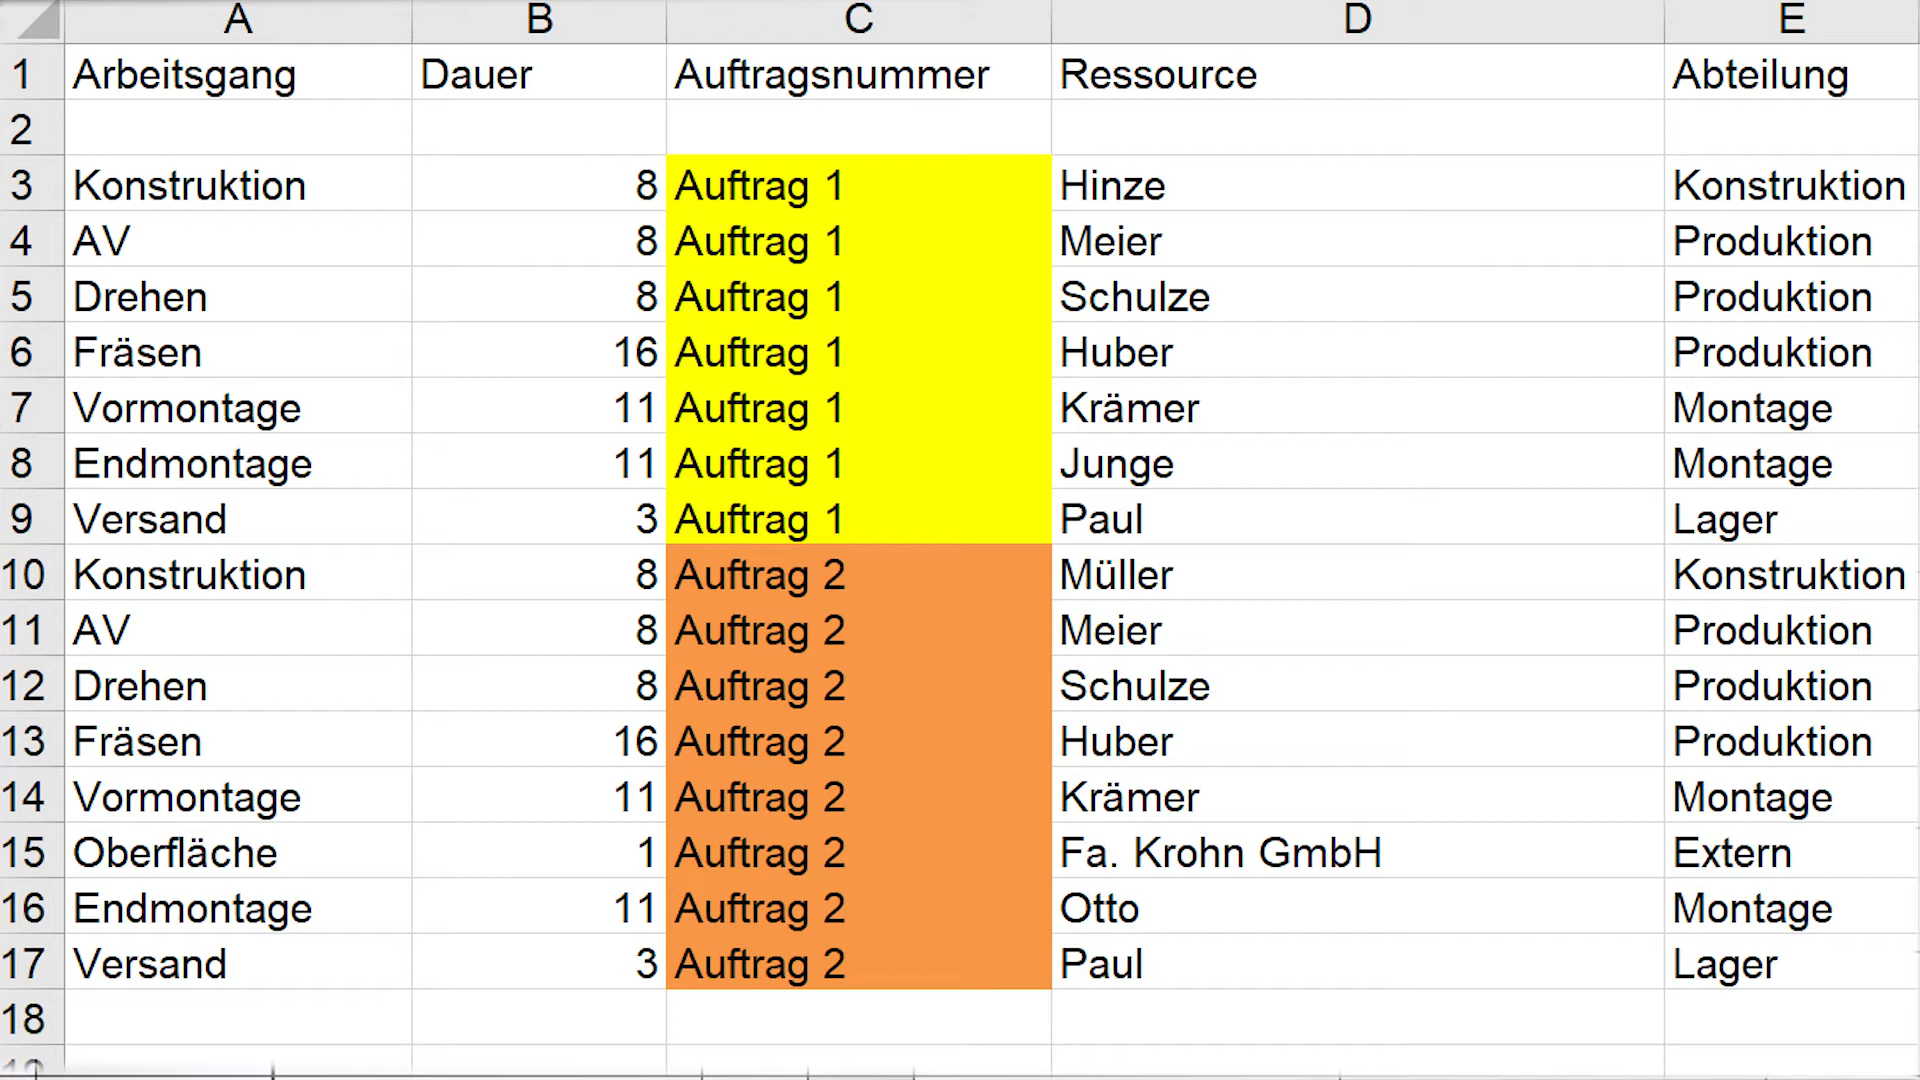 A B C D E
1 Arbeitsgang Dauer Auftragsnummer Ressource Abteilung
2
3 Konstruktion 8 Auftrag 1 Hinze Konstruktion
4 AV 8 Auftrag 1 Meier Produktion
5 Drehen 8 Auftrag 1 Schulze Produktion
6 Fräsen 16 Auftrag 1 Huber Produktion
7 Vormontage 11 Auftrag 1 Krämer Montage
8 Endmontage 11 Auftrag 1 Junge Montage
9 Versand 3 Auftrag 1 Paul Lager
10 Konstruktion 8 Auftrag 2 Müller Konstruktion
11 AV 8 Auftrag 2 Meier Produktion
12 Drehen 8 Auftrag 2 Schulze Produktion
13 Fräsen 16 Auftrag 2 Huber Produktion
14 Vormontage 11 Auftrag 2 Krämer Montage
15 Oberfläche 1 Auftrag 2 Fa. Krohn GmbH Extern
16 Endmontage 11 Auftrag 2 Otto Montage
17 Versand 3 Auftrag 2 Paul Lager
18